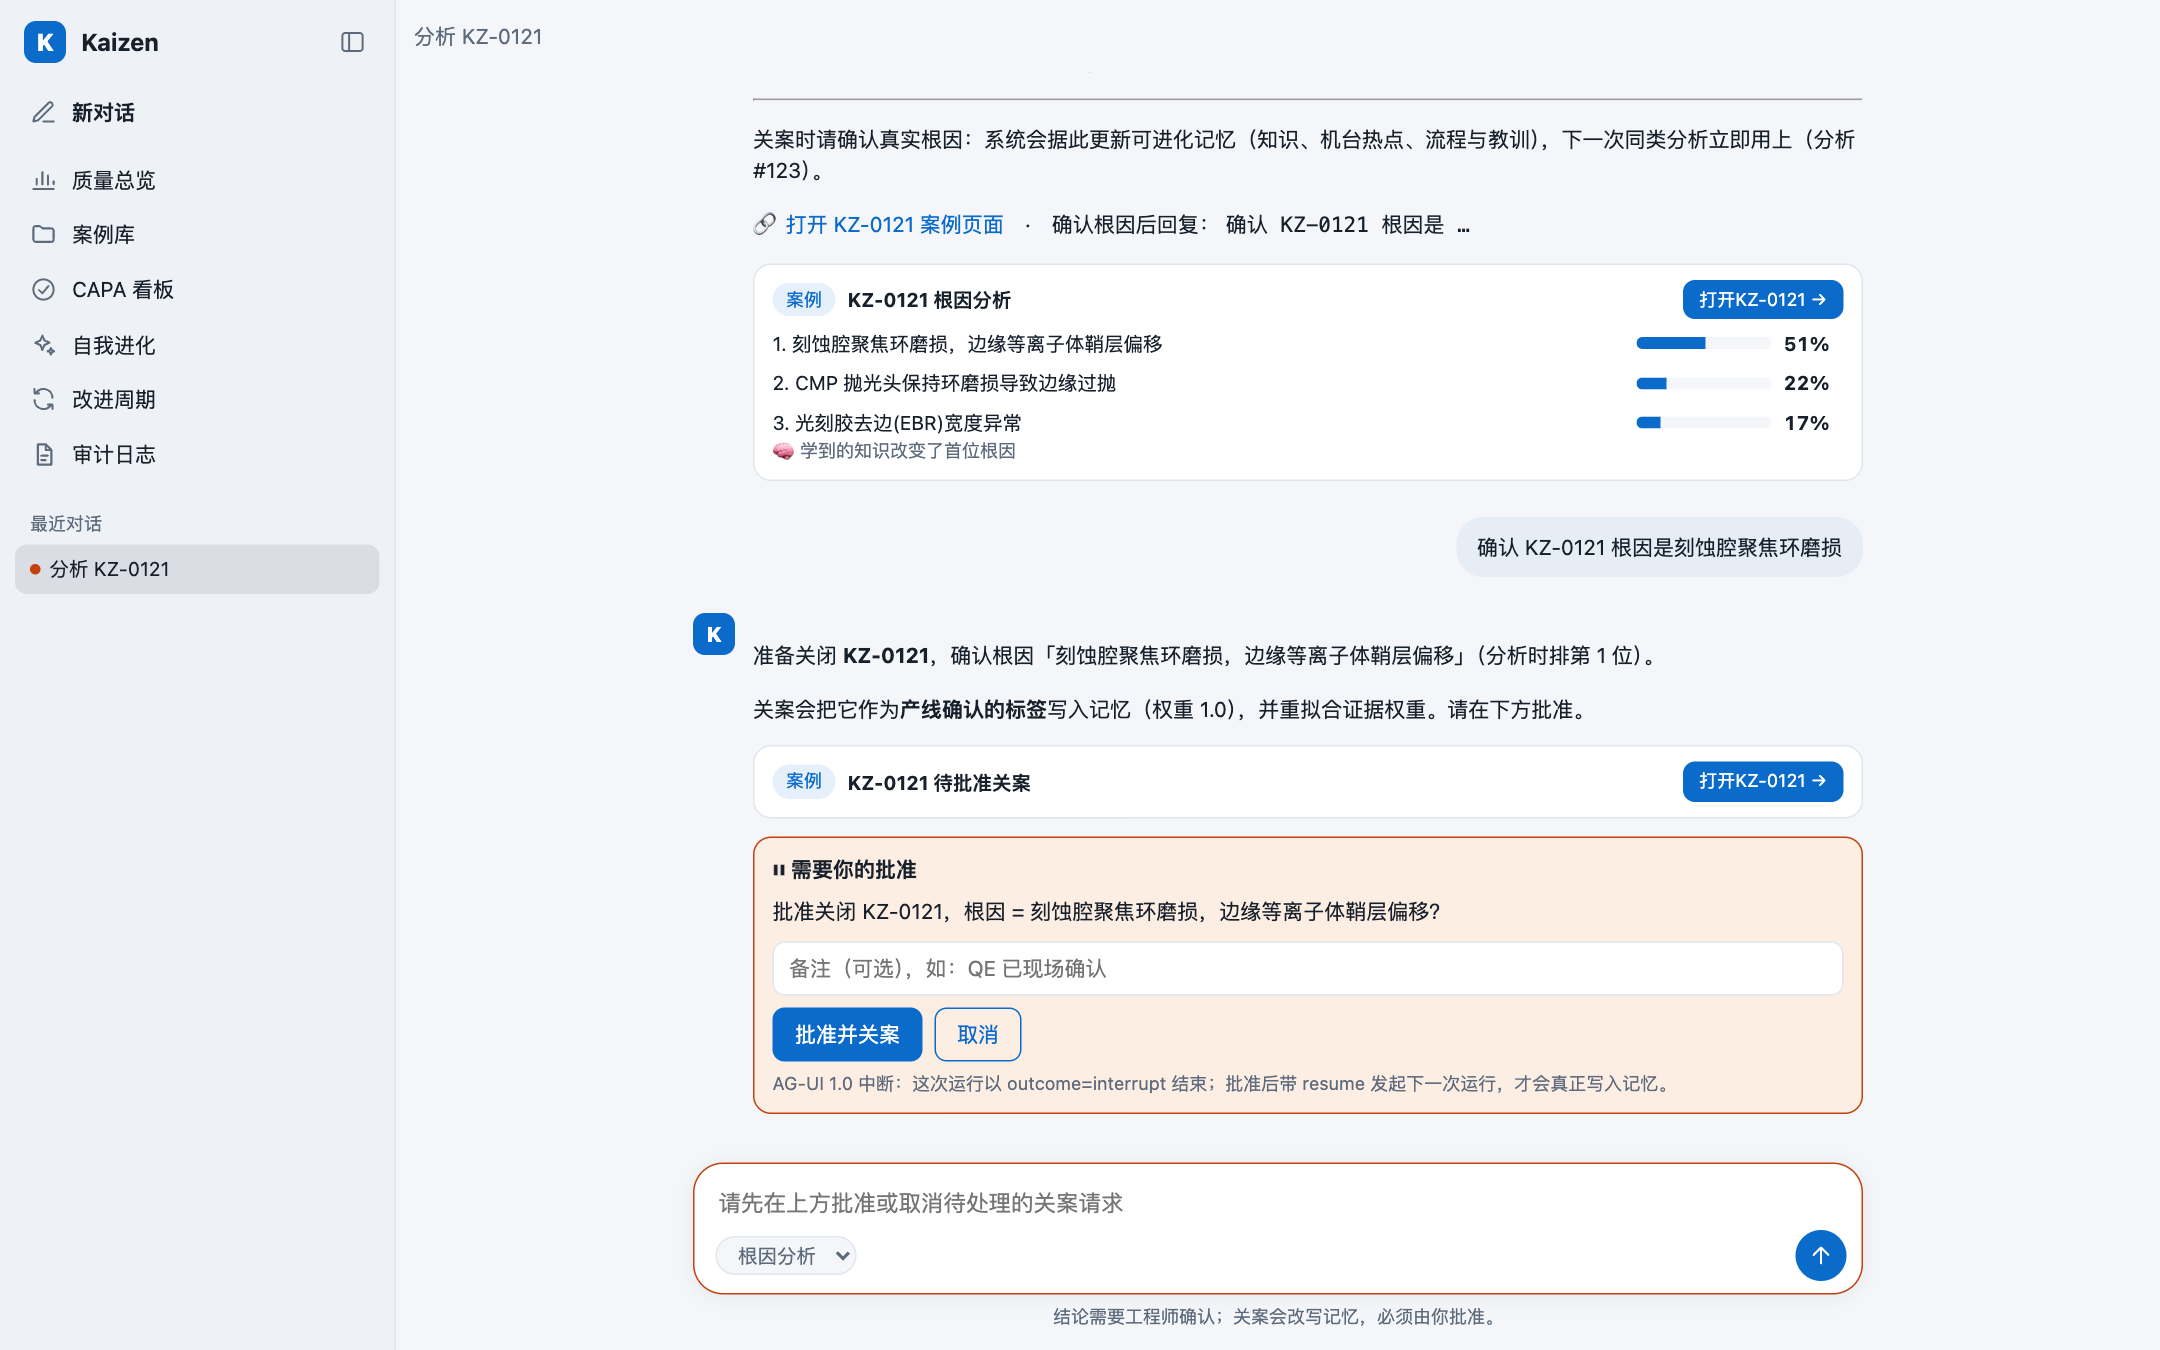 K Kaizen
新对话
质量总览
案例库
CAPA 看板
自我进化
改进周期
审计日志
最近对话
分析 KZ-0121
分析 KZ-0121
关案时请确认真实根因：系统会据此更新可进化记忆（知识、机台热点、流程与教训），下一次同类分析立即用上（分析
#123）。
打开 KZ-0121 案例页面 · 确认根因后回复： 确认 KZ-0121 根因是 …
案例 KZ-0121 根因分析 打开KZ-0121 →
1. 刻蚀腔聚焦环磨损，边缘等离子体鞘层偏移 51%
2. CMP 抛光头保持环磨损导致边缘过抛 22%
3. 光刻胶去边(EBR)宽度异常 17%
学到的知识改变了首位根因
确认 KZ-0121 根因是刻蚀腔聚焦环磨损
K
准备关闭 KZ-0121，确认根因「刻蚀腔聚焦环磨损，边缘等离子体鞘层偏移」（分析时排第 1 位）。
关案会把它作为产线确认的标签写入记忆（权重 1.0），并重拟合证据权重。请在下方批准。
案例 KZ-0121 待批准关案 打开KZ-0121 →
需要你的批准
批准关闭 KZ-0121，根因 = 刻蚀腔聚焦环磨损，边缘等离子体鞘层偏移?
备注（可选），如：QE 已现场确认
批准并关案 取消
AG-UI 1.0 中断：这次运行以 outcome=interrupt 结束；批准后带 resume 发起下一次运行，才会真正写入记忆。
请先在上方批准或取消待处理的关案请求
根因分析
结论需要工程师确认；关案会改写记忆，必须由你批准。